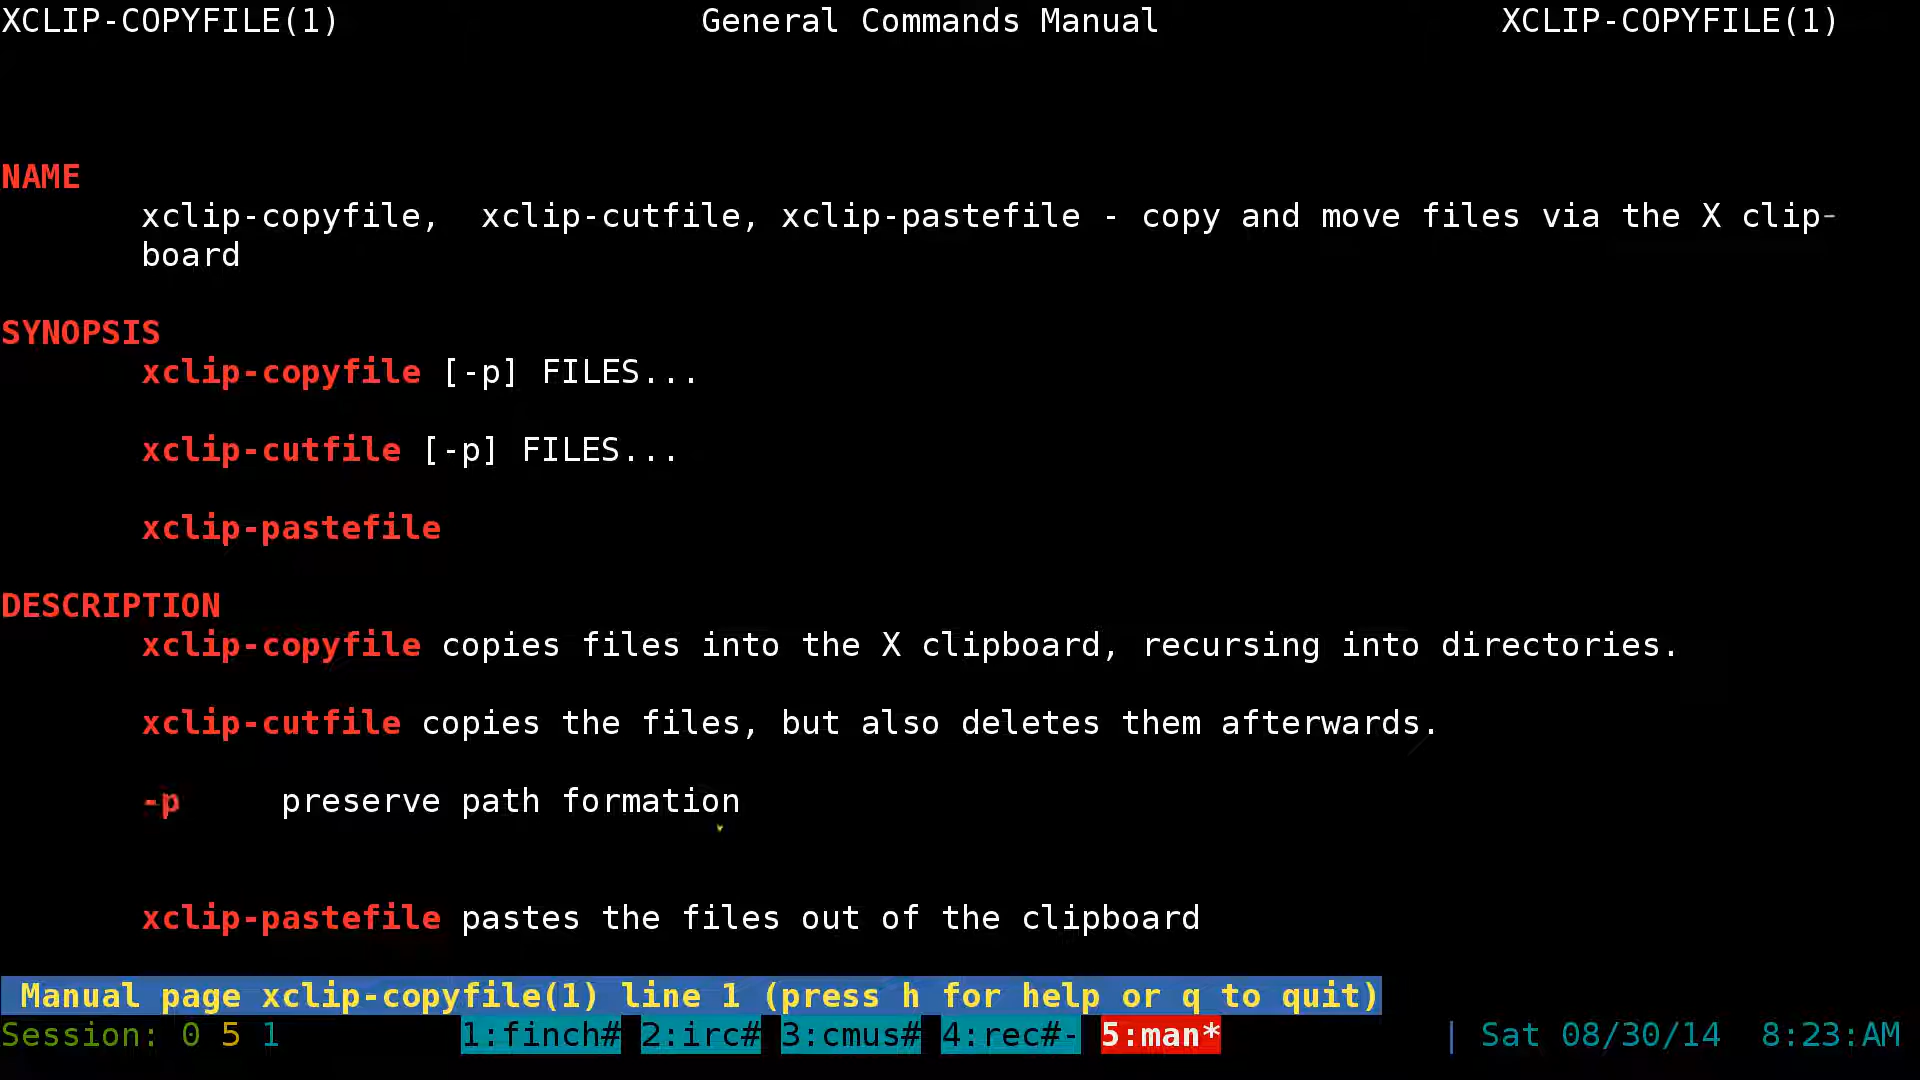 XCLIP-COPYFILE(1) General Commands Manual XCLIP-COPYFILE(1)
NAME
xclip-copyfile, xclip-cutfile, xclip-pastefile - copy and move files via the X clip-
board
SYNOPSIS
xclip-copyfile [-p] FILES...
xclip-cutfile [-p] FILES...
xclip-pastefile
DESCRIPTION
xclip-copyfile copies files into the X clipboard, recursing into directories.
xclip-cutfile copies the files, but also deletes them afterwards.
-p preserve path formation
xclip-pastefile pastes the files out of the clipboard
Manual page xclip-copyfile(1) line 1 (press h for help or q to quit)
Session: 0 5 1 1:finch# 2:irc# 3:cmus# 4:rec#- 5:man* | Sat 08/30/14 8:23:AM